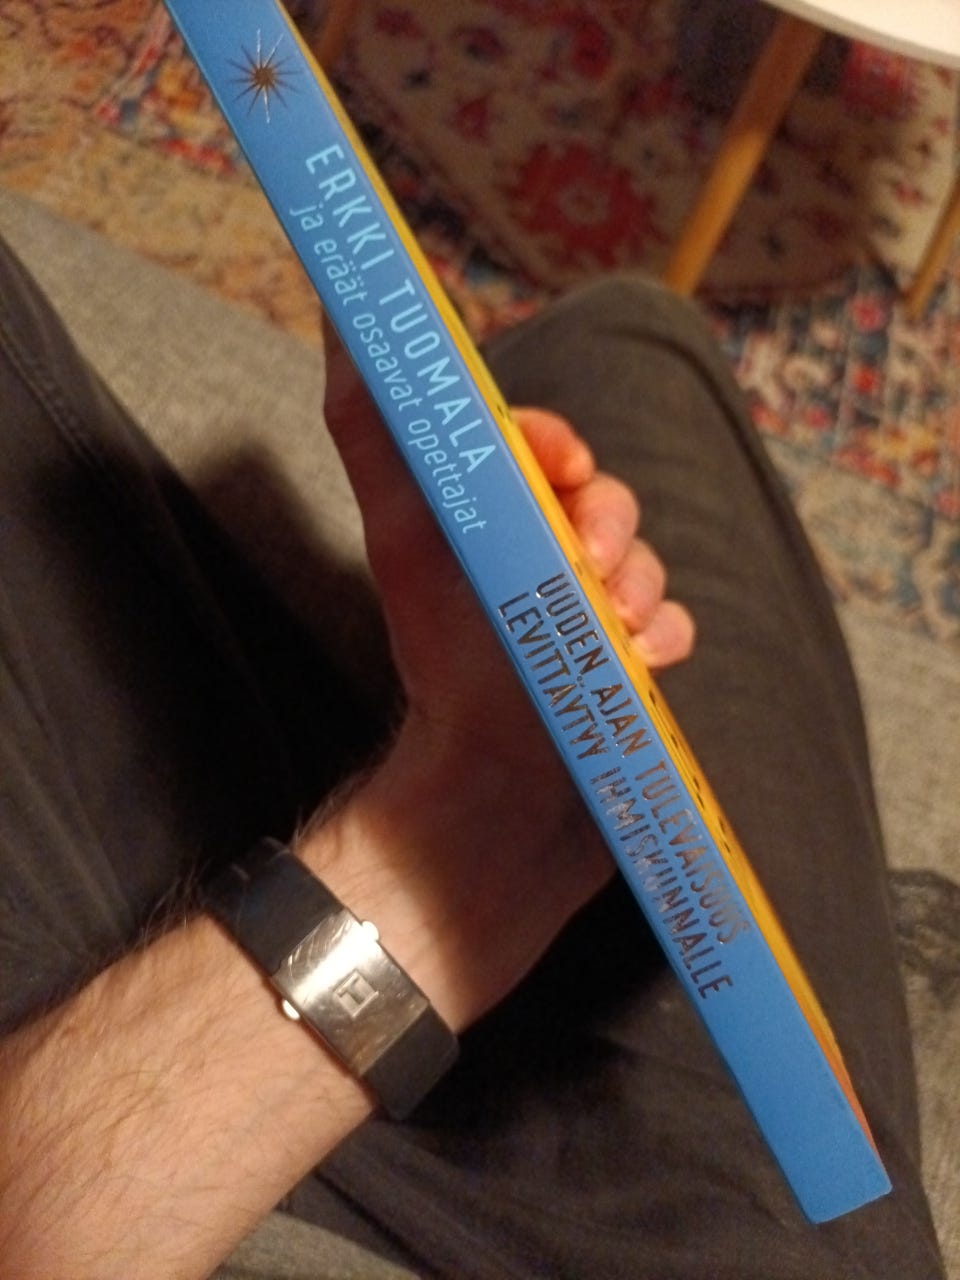 ERKKI TUOMALA
ja eräät osaavat opettajat
UUDEN AJAN TULEVAISUUS
LEVITTÄYTYY IHMISKUNNALLE